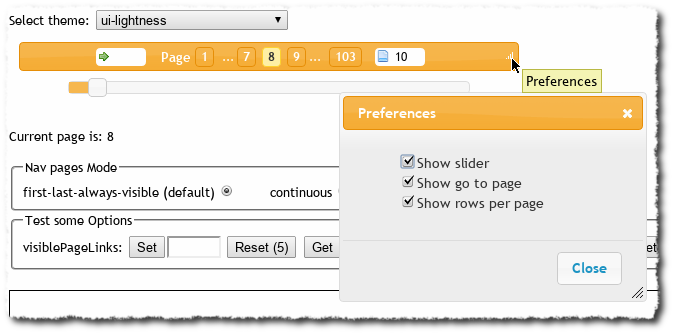 Select theme: ui-lightness
Page 1 ... 7 8 9 ... 103 10
Preferences
Preferences
Current page is: 8
Show slider
Show go to page
Show rows per page
Nav pages Mode
first-last-always-visible (default) continuous
Test some Options
visiblePageLinks: Set Reset (5) Get
Close